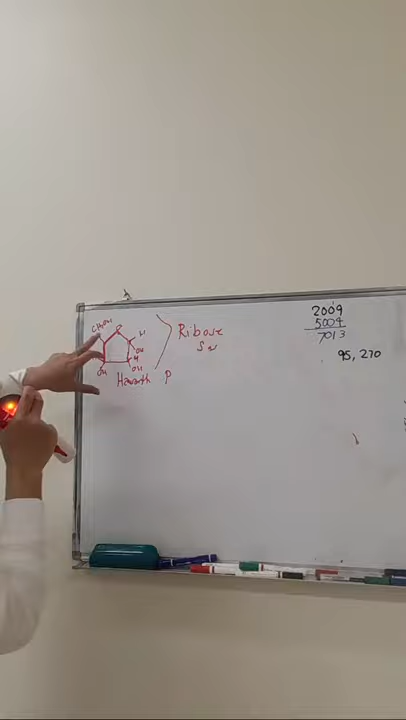 CH₂OH
H
OH
H
OH
OH
Haworth P
Ribose
2009
5004
7013
95, 270